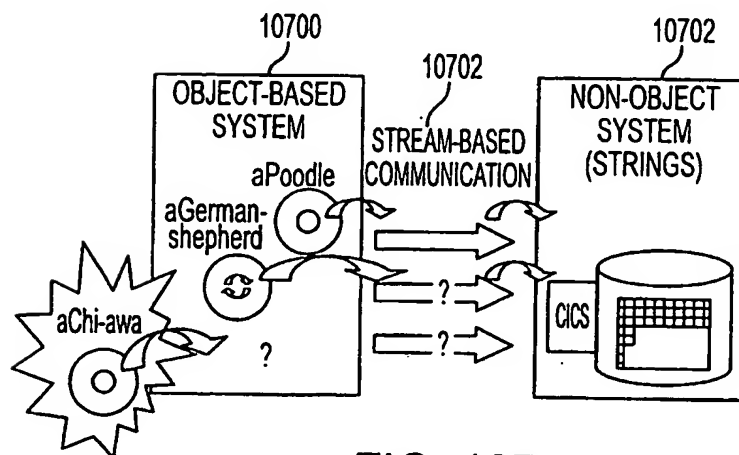 10700
10702
10702
OBJECT-BASED
SYSTEM
STREAM-BASED
COMMUNICATION
NON-OBJECT
SYSTEM
(STRINGS)
aPoodle
aGerman-
shepherd
aChi-awa
?
?
?
CICS